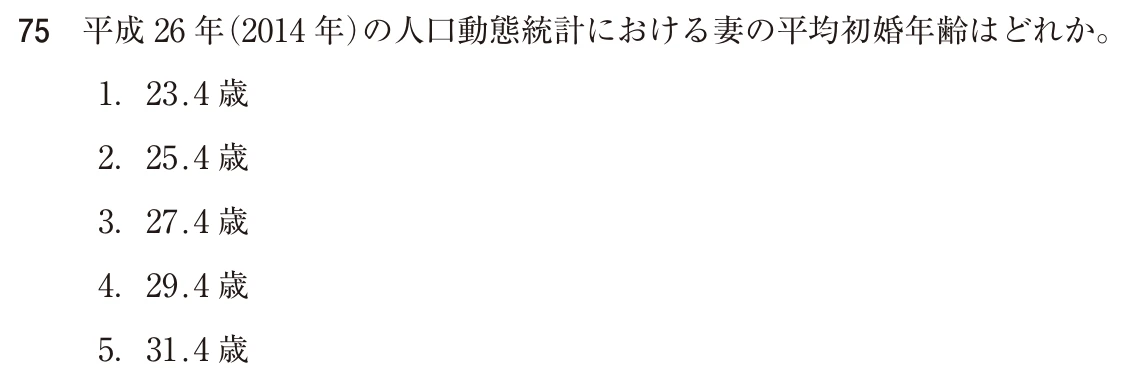 75 平成 26 年(2014 年)の人口動態統計における妻の平均初婚年齢はどれか。
1. 23.4 歳
2. 25.4 歳
3. 27.4 歳
4. 29.4 歳
5. 31.4 歳